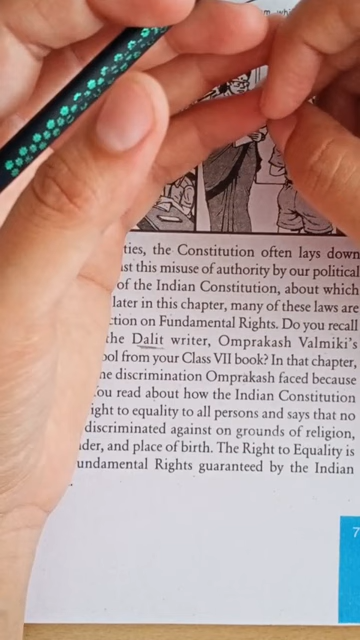 ties, the Constitution often lays down
ust this misuse of authority by our political
of the Indian Constitution, about which
later in this chapter, many of these laws are
ction on Fundamental Rights. Do you recall
the Dalit writer, Omprakash Valmiki's
ool from your Class VII book? In that chapter,
he discrimination Omprakash faced because
ou read about how the Indian Constitution
ight to equality to all persons and says that no
discriminated against on grounds of religion,
der, and place of birth. The Right to Equality is
undamental Rights guaranteed by the Indian
7